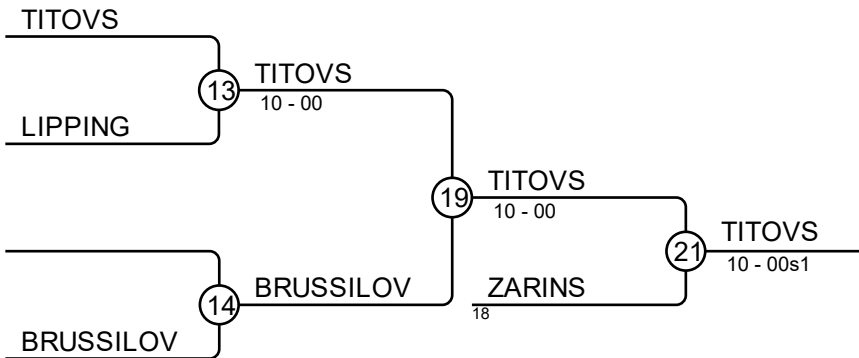 TITOVS
13
TITOVS
10 - 00
LIPPING
19
TITOVS
10 - 00
21
TITOVS
10 - 00s1
14
BRUSSILOV
ZARINS
18
BRUSSILOV